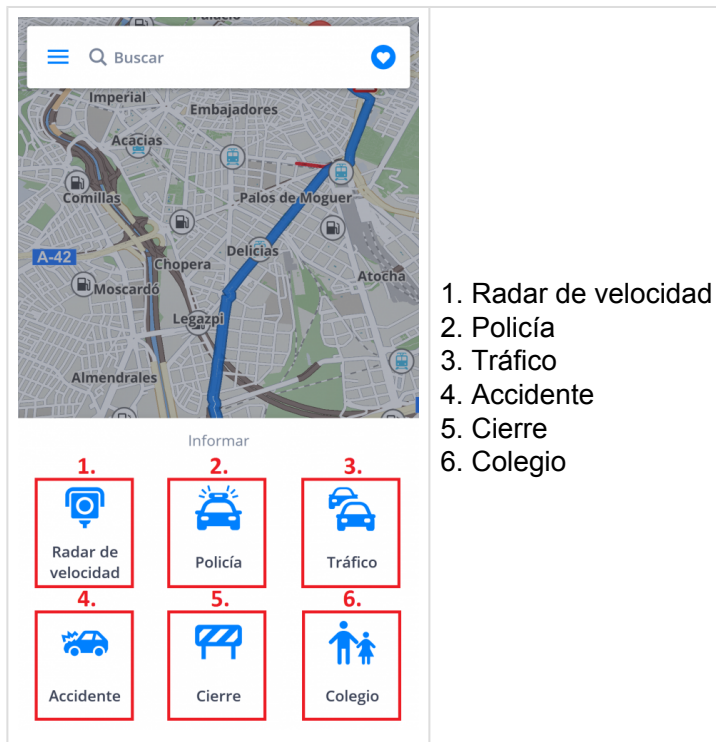 Palacio
Buscar
Imperial
Embajadores
Acacias
Comillas
Palos de Moguer
A-42
Delicias
Chopera
Atocha
Moscardó
Legazpi
Almendrales
Informar
1. 2. 3.
Radar de velocidad
Policía
Tráfico
4. 5. 6.
Accidente
Cierre
Colegio
1. Radar de velocidad
2. Policía
3. Tráfico
4. Accidente
5. Cierre
6. Colegio